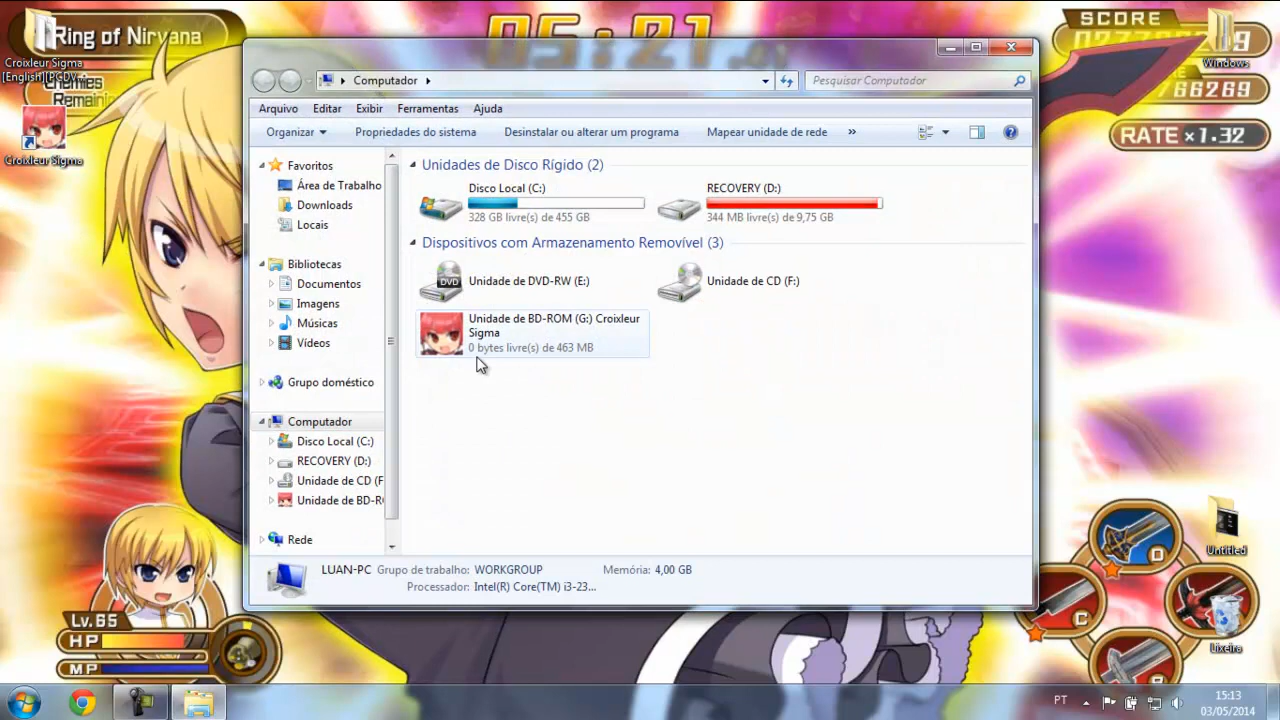 Ring of Nirvana
05:21
SCORE
RATE ×1.32
Enemies
Croixleur Sigma
[English][PCDV...
Croixleur Sigma
Windows
Computador
Pesquisar Computador
Arquivo Editar Exibir Ferramentas Ajuda
Organizar Propriedades do sistema Desinstalar ou alterar um programa Mapear unidade de rede »
Favoritos
Área de Trabalho
Downloads
Locais
Bibliotecas
Documentos
Imagens
Músicas
Vídeos
Grupo doméstico
Computador
Disco Local (C:)
RECOVERY (D:)
Unidade de CD (F
Unidade de BD-R
Rede
Unidades de Disco Rígido (2)
Disco Local (C:)
328 GB livre(s) de 455 GB
RECOVERY (D:)
344 MB livre(s) de 9,75 GB
Dispositivos com Armazenamento Removível (3)
DVD
Unidade de DVD-RW (E:)
Unidade de CD (F:)
Unidade de BD-ROM (G:) Croixleur
Sigma
0 bytes livre(s) de 463 MB
LUAN-PC Grupo de trabalho: WORKGROUP Memória: 4,00 GB
Processador: Intel(R) Core(TM) i3-23...
Untitled
Lixeira
D
C
Lv.65
HP
MP
PT
15:13
03/05/2014